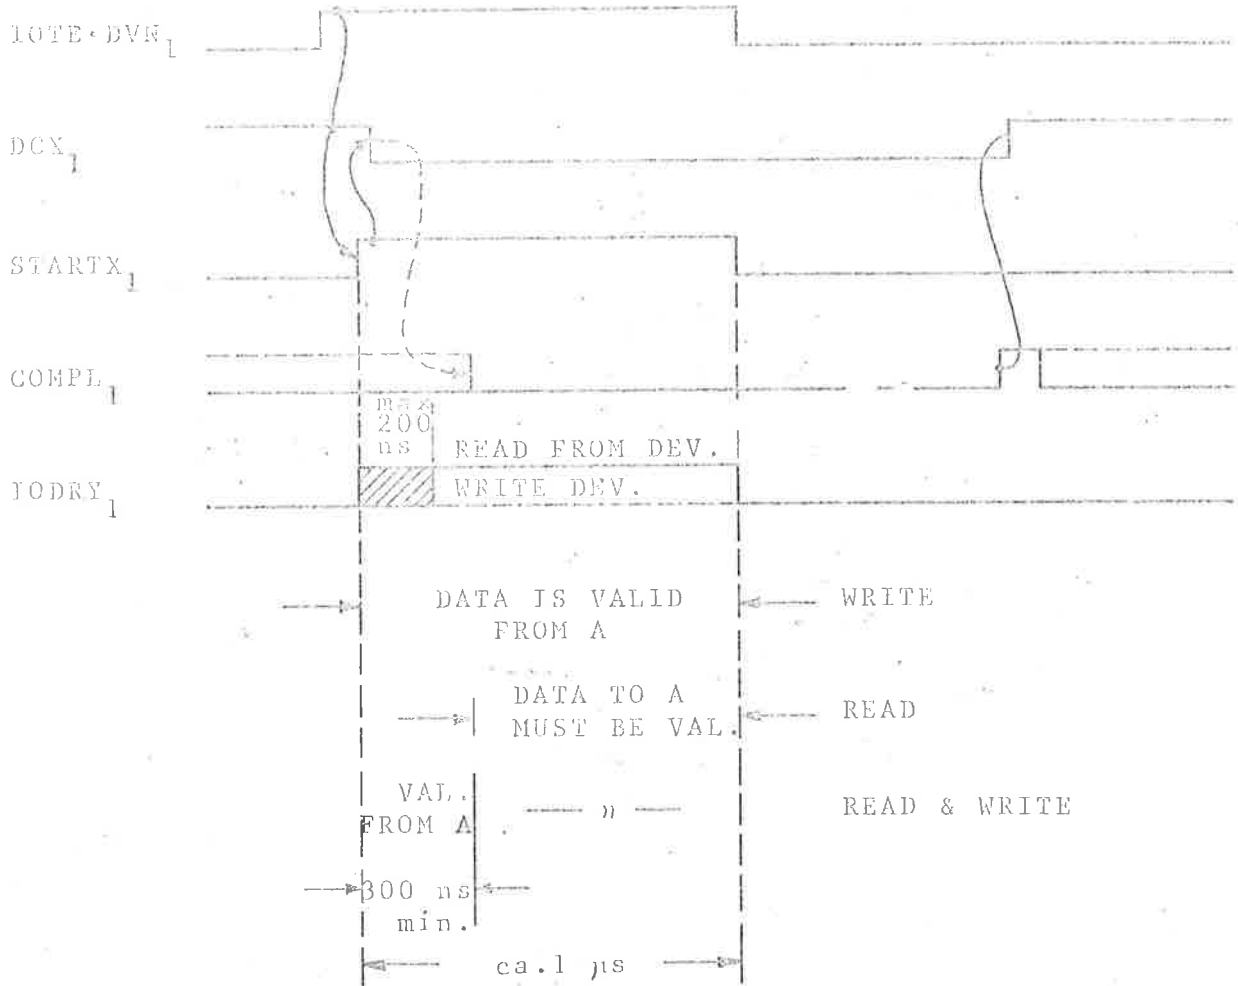 IOTE·DVN1
DCX1
STARTX1
COMPL1
max
200
ns
READ FROM DEV.
IODRY1
WRITE DEV.
DATA IS VALID
FROM A
WRITE
DATA TO A
MUST BE VAL.
READ
VAL.
FROM A.
— " —
READ & WRITE
300 ns
min.
ca.1 µs